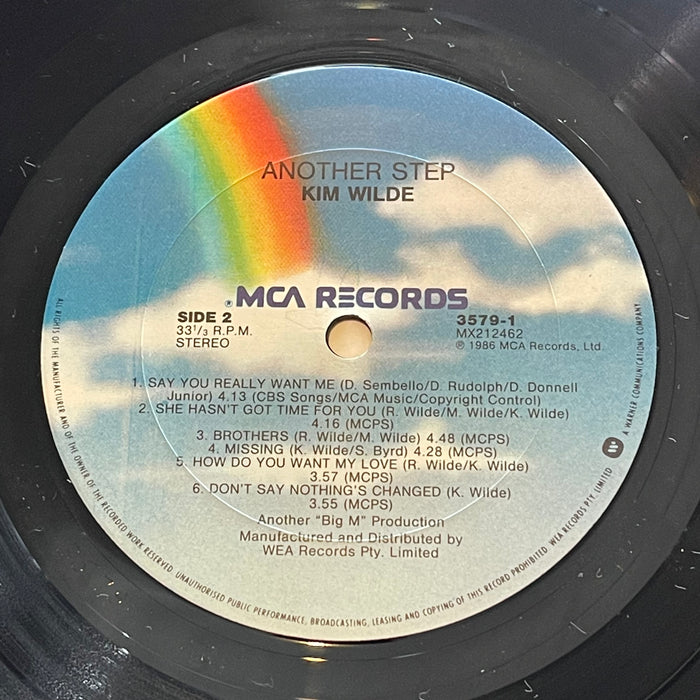 ANOTHER STEP
KIM WILDE
® MCA RECORDS
SIDE 2
33 1/3 R.P.M.
STEREO
3579-1
MX212462
℗ 1986 MCA Records, Ltd.
1. SAY YOU REALLY WANT ME (D. Sembello/D. Rudolph/D. Donnell
Junior) 4.13 (CBS Songs/MCA Music/Copyright Control)
2. SHE HASN'T GOT TIME FOR YOU (R. Wilde/M. Wilde/K. Wilde)
4.16 (MCPS)
3. BROTHERS (R. Wilde/M. Wilde) 4.48 (MCPS)
4. MISSING (K. Wilde/S. Byrd) 4.28 (MCPS)
5. HOW DO YOU WANT MY LOVE (R. Wilde/K. Wilde)
3.57 (MCPS)
6. DON'T SAY NOTHING'S CHANGED (K. Wilde)
3.55 (MCPS)
Another "Big M" Production
Manufactured and Distributed by
WEA Records Pty. Limited
ALL RIGHTS OF THE MANUFACTURER AND OF THE OWNER OF THE RECORDED WORK RESERVED. UNAUTHORISED PUBLIC PERFORMANCE, BROADCASTING, LEASING AND COPYING OF THIS RECORD PROHIBITED. WEA RECORDS PTY. LIMITED A WARNER COMMUNICATIONS COMPANY.